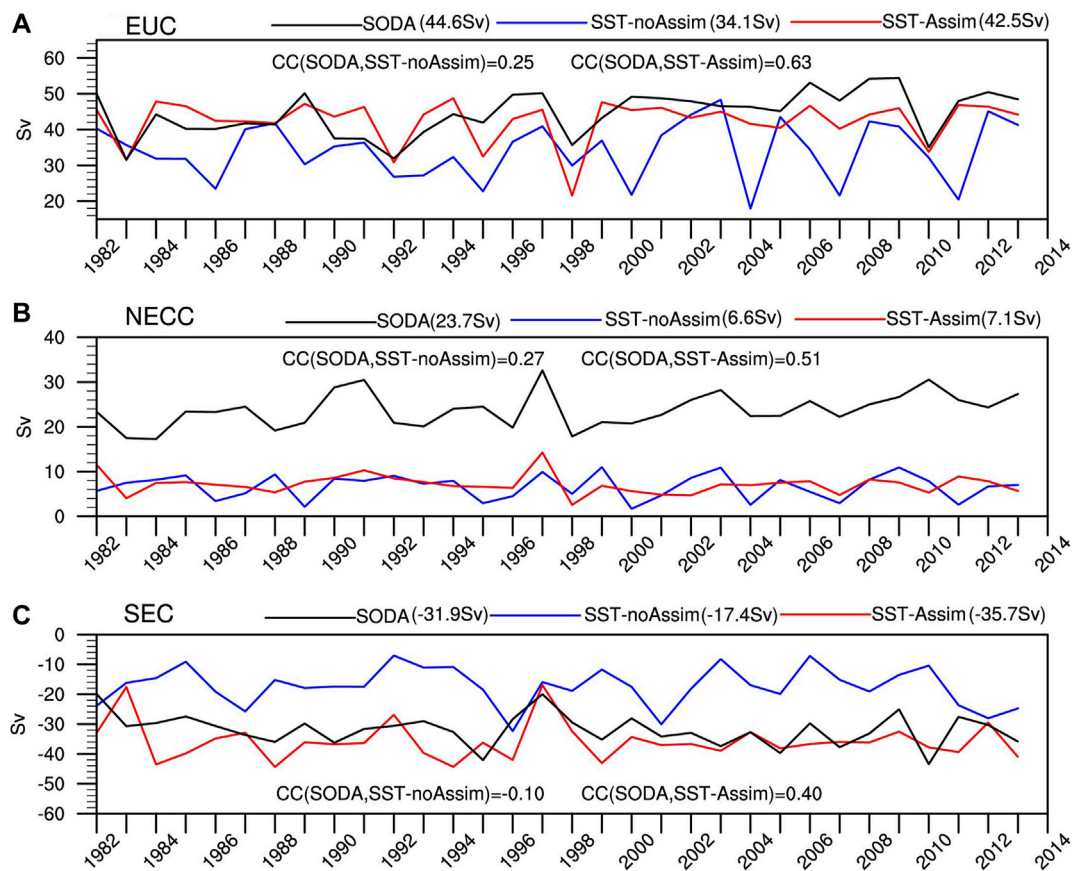 A
EUC
SODA (44.6Sv) SST-noAssim (34.1Sv) SST-Assim (42.5Sv)
CC(SODA,SST-noAssim)=0.25 CC(SODA,SST-Assim)=0.63
Sv
60
50
40
30
20
1982 1984 1986 1988 1990 1992 1994 1996 1998 2000 2002 2004 2006 2008 2010 2012 2014
B
NECC
SODA(23.7Sv) SST-noAssim(6.6Sv) SST-Assim(7.1Sv)
CC(SODA,SST-noAssim)=0.27 CC(SODA,SST-Assim)=0.51
Sv
40
30
20
10
0
1982 1984 1986 1988 1990 1992 1994 1996 1998 2000 2002 2004 2006 2008 2010 2012 2014
C
SEC
SODA(-31.9Sv) SST-noAssim(-17.4Sv) SST-Assim(-35.7Sv)
Sv
0
-10
-20
-30
-40
-50
-60
CC(SODA,SST-noAssim)=-0.10 CC(SODA,SST-Assim)=0.40
1982 1984 1986 1988 1990 1992 1994 1996 1998 2000 2002 2004 2006 2008 2010 2012 2014